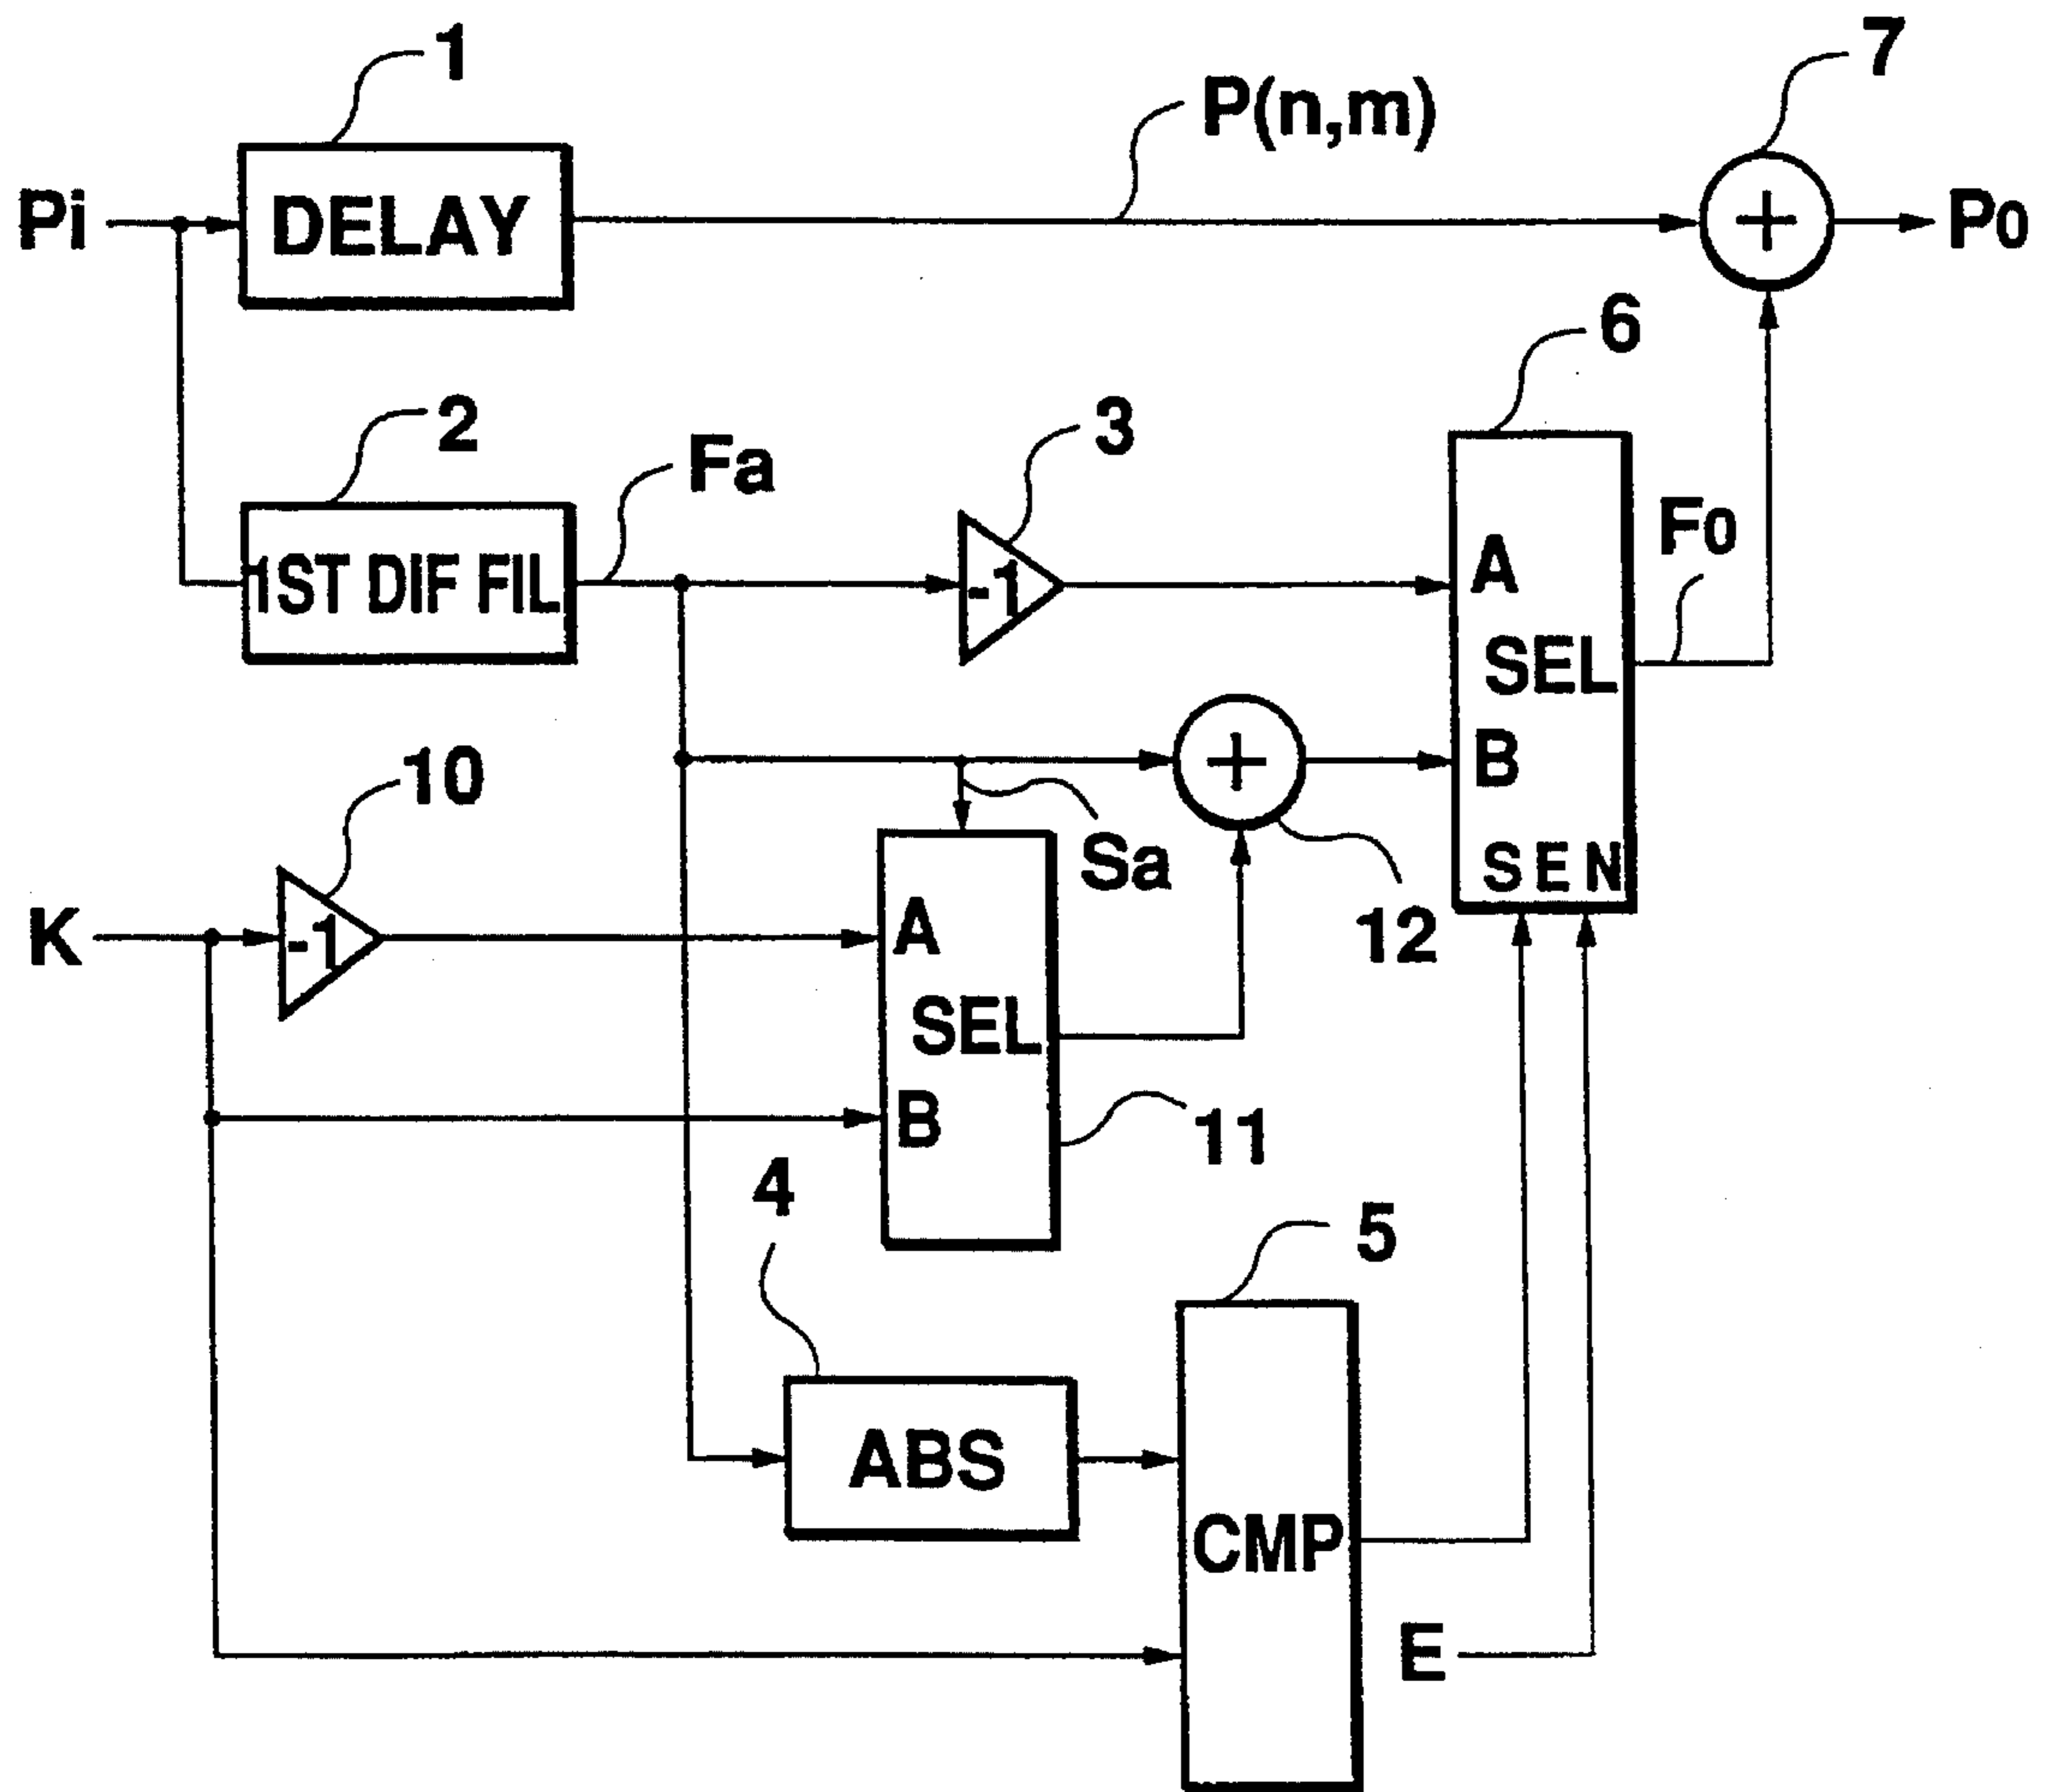 1
7
P(n,m)
Pi
DELAY
+
Po
6
2
3
Fa
Fo
1ST DIF FIL
-1
A
SEL
B
S EN
10
+
Sa
12
K
-1
A
SEL
B
11
4
5
ABS
CMP
E